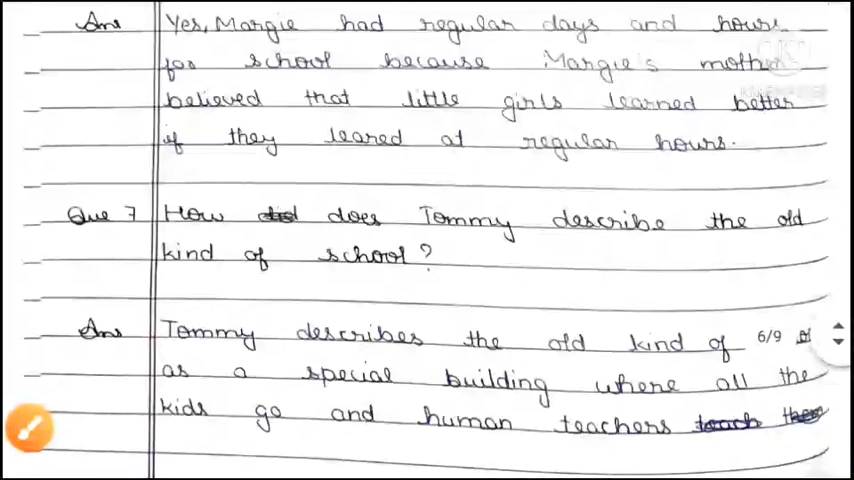 Ans Yes, Margie had regular days and hours
for school because Margie's mother
believed that little girls learned better
if they leared at regular hours.
Que 7 How did does Tommy describe the old
kind of school?
Ans Tommy describes the old kind of 6/9
as a special building where all the
kids go and human teachers teach them